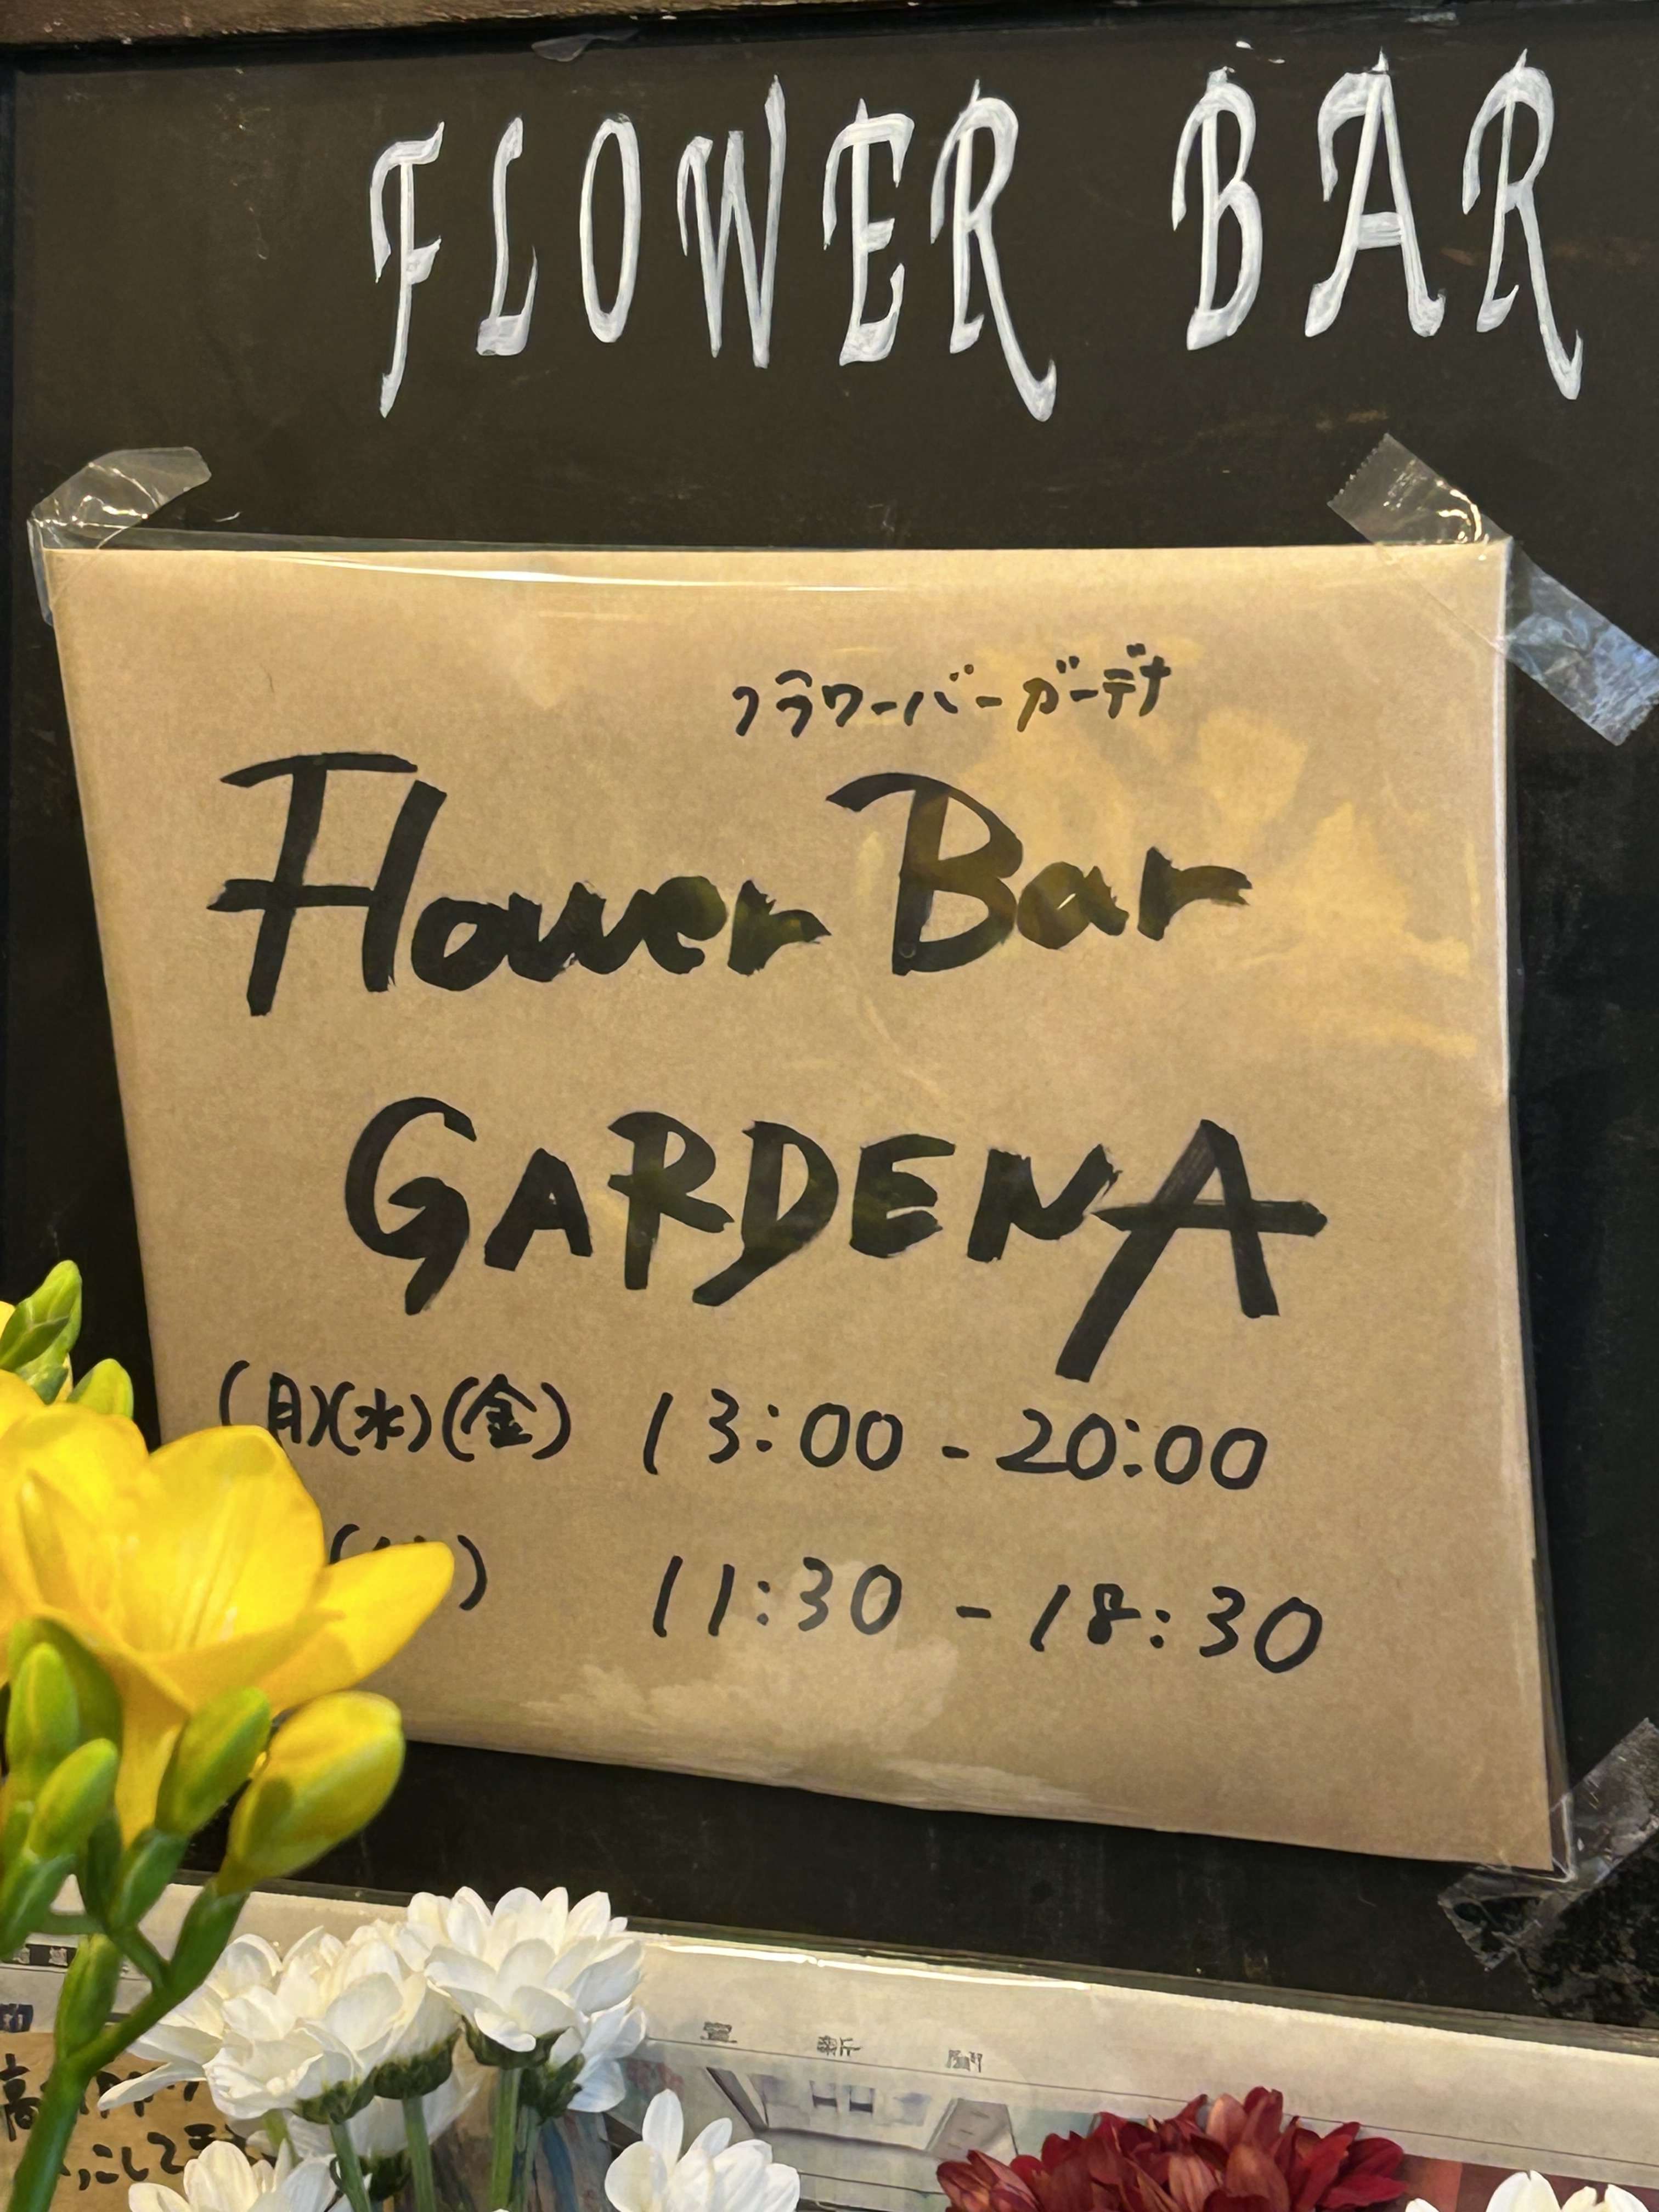 FLOWER BAR
フラワーバーガーデナ
Flower Bar
GARDENA
(月)(水)(金) 13:00 - 20:00
11:30 - 18:30